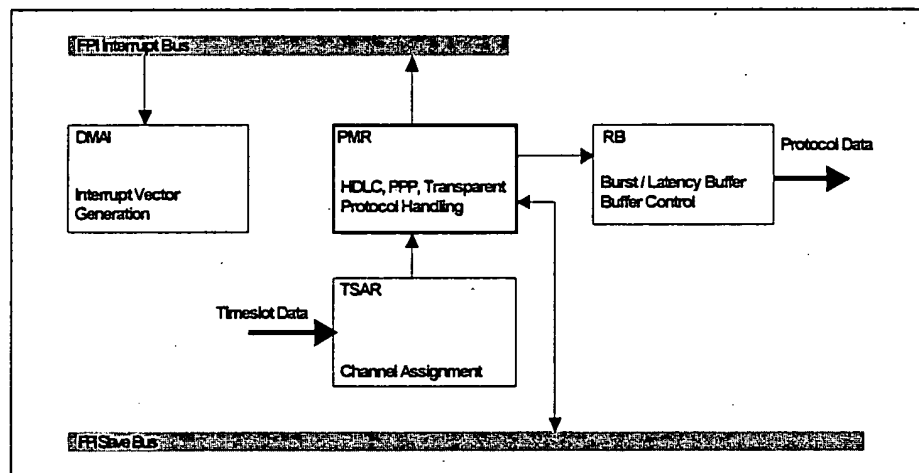 FPI Interrupt Bus
DMAI
Interrupt Vector
Generation
PMR
HDLC, PPP, Transparent
Protocol Handling
RB
Burst / Latency Buffer
Buffer Control
Protocol Data
TSAR
Channel Assignment
Timeslot Data
FPI Slave Bus